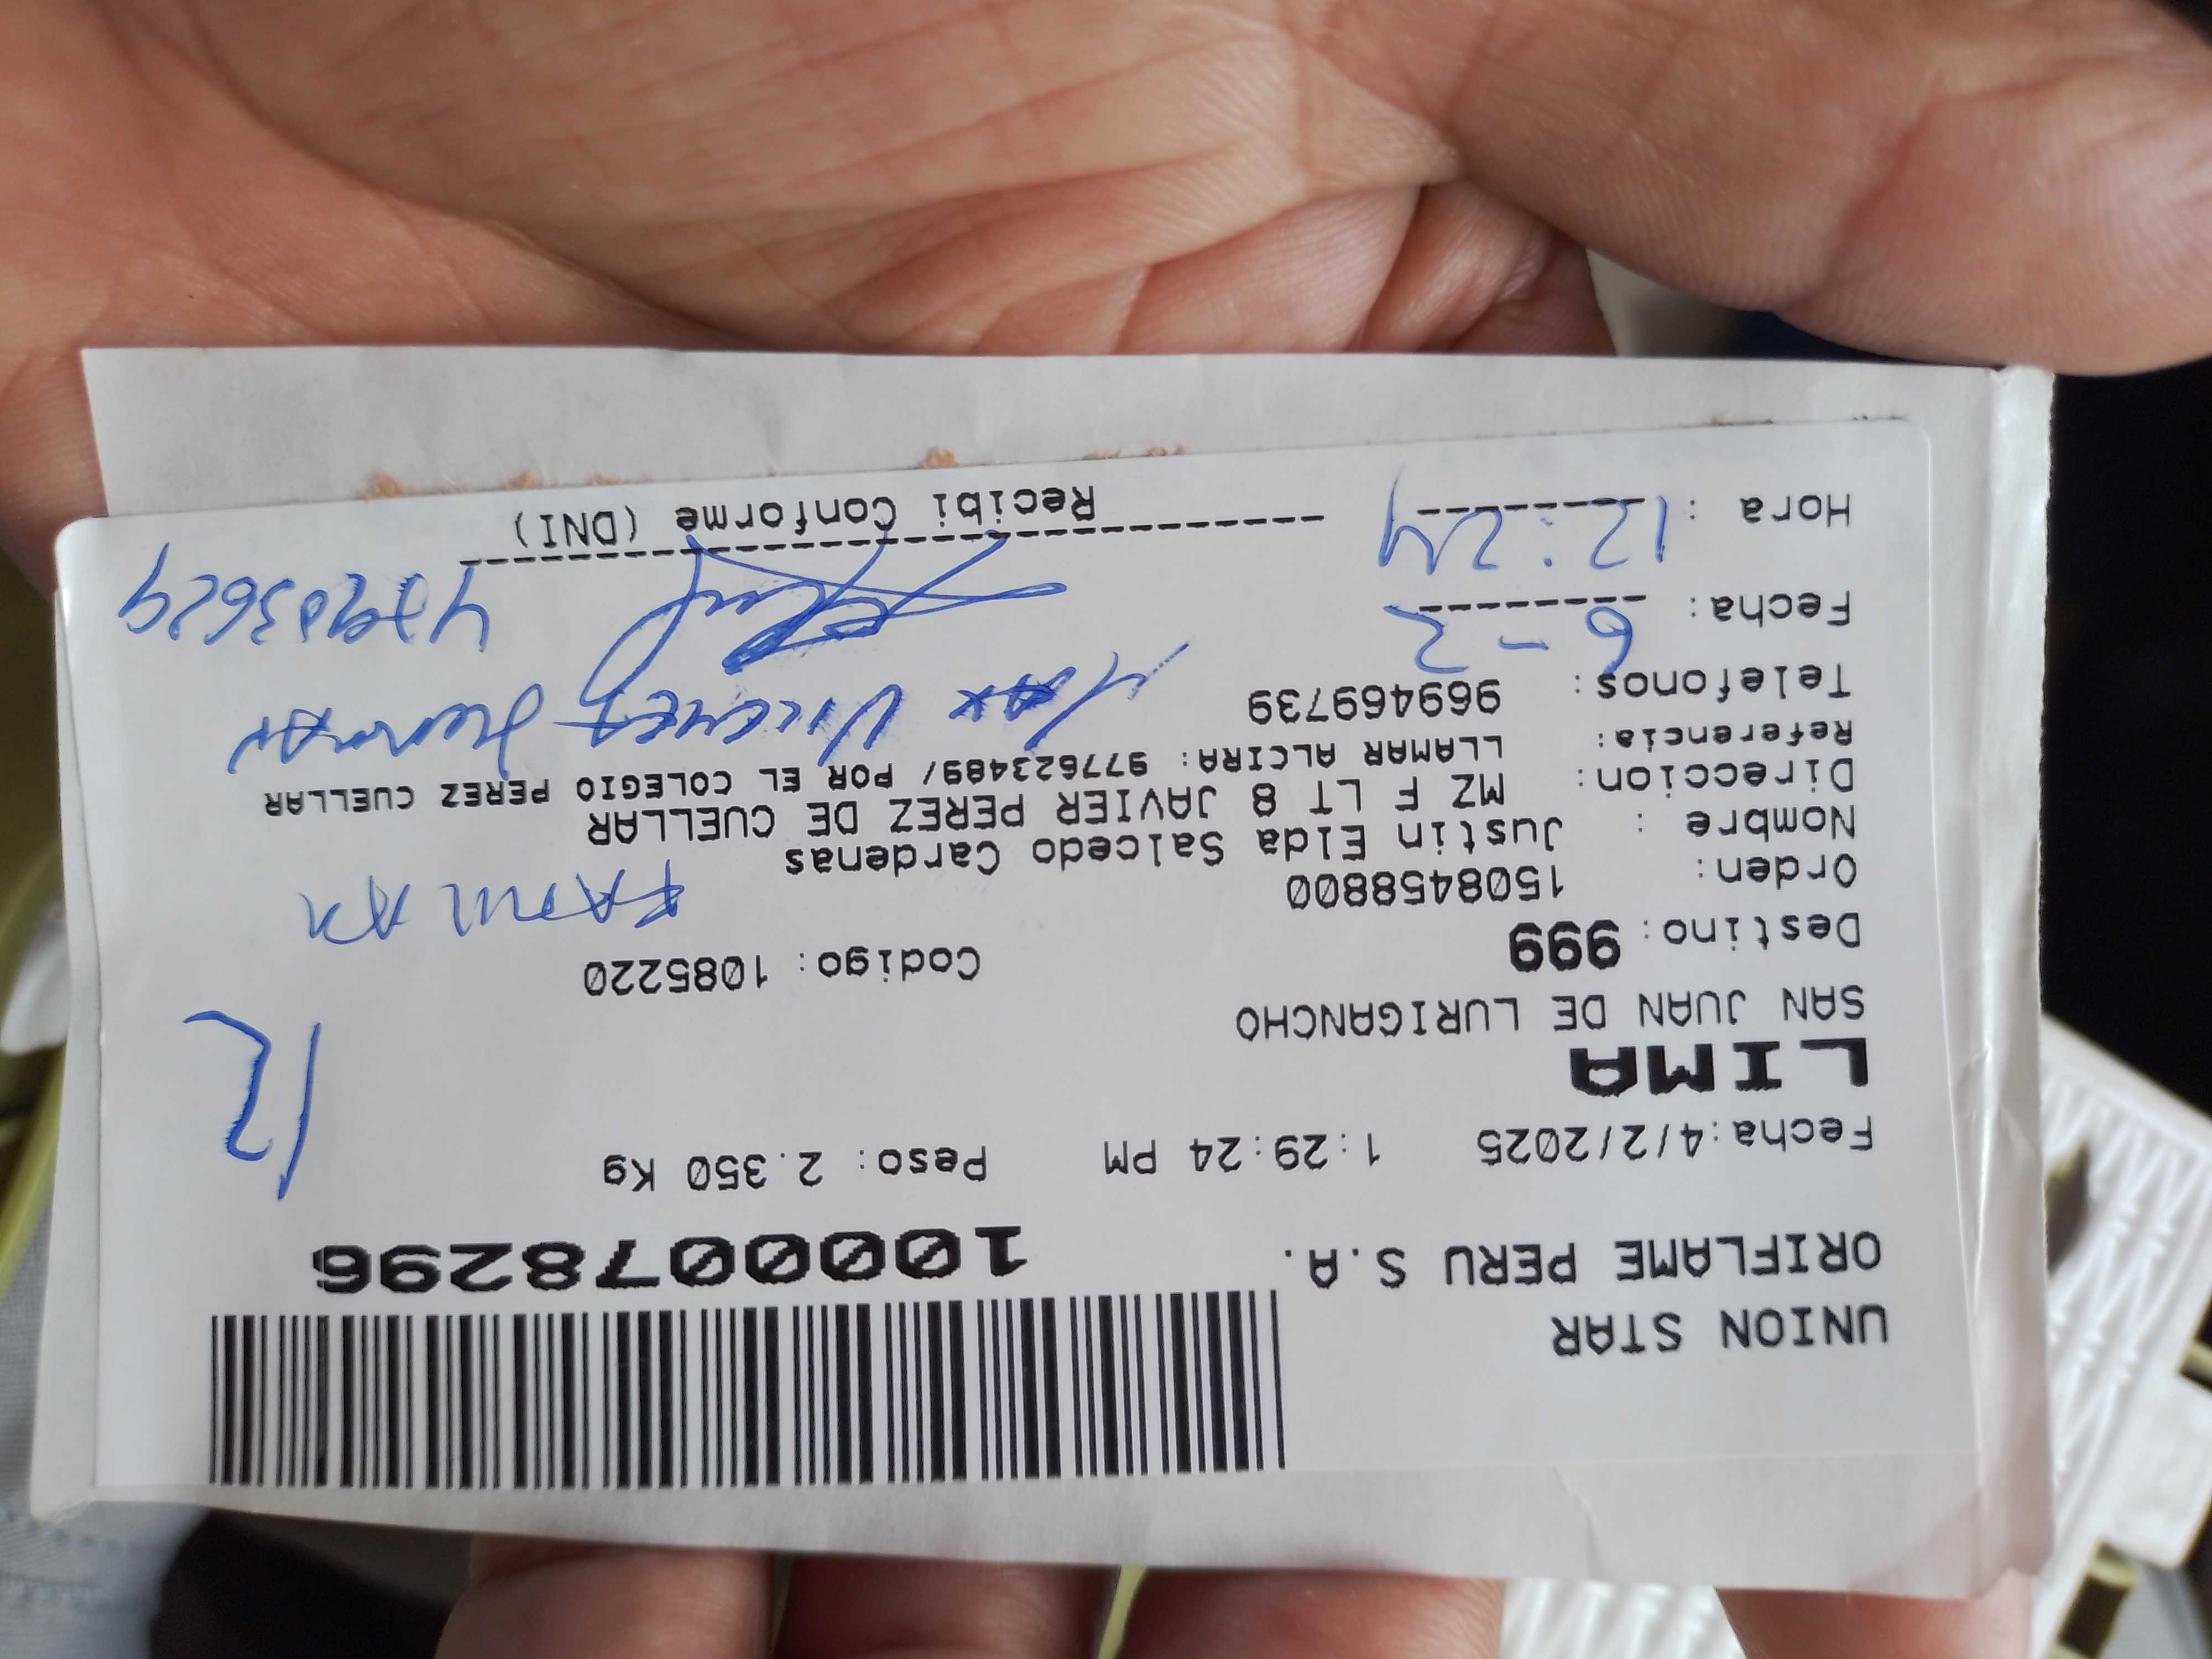 UNION STAR
ORIFLAME PERU S.A.
1000078296
Fecha:4/2/2025 1:29:24 PM Peso: 2.350 Kg
LIMA
12
SAN JUAN DE LURIGANCHO
Destino: 999 Codigo: 1085220
Orden: 1508458800
Nombre : Justin Elda Salcedo Cardenas
Direccion: MZ F LT 8 JAVIER PEREZ DE CUELLAR
Referencia: LLAMAR ALCIRA: 977623489/ POR EL COLEGIO PEREZ CUELLAR
Telefonos: 969469739
Fecha: 6-2
Hora : 12:24
Recibi Conforme (DNI)